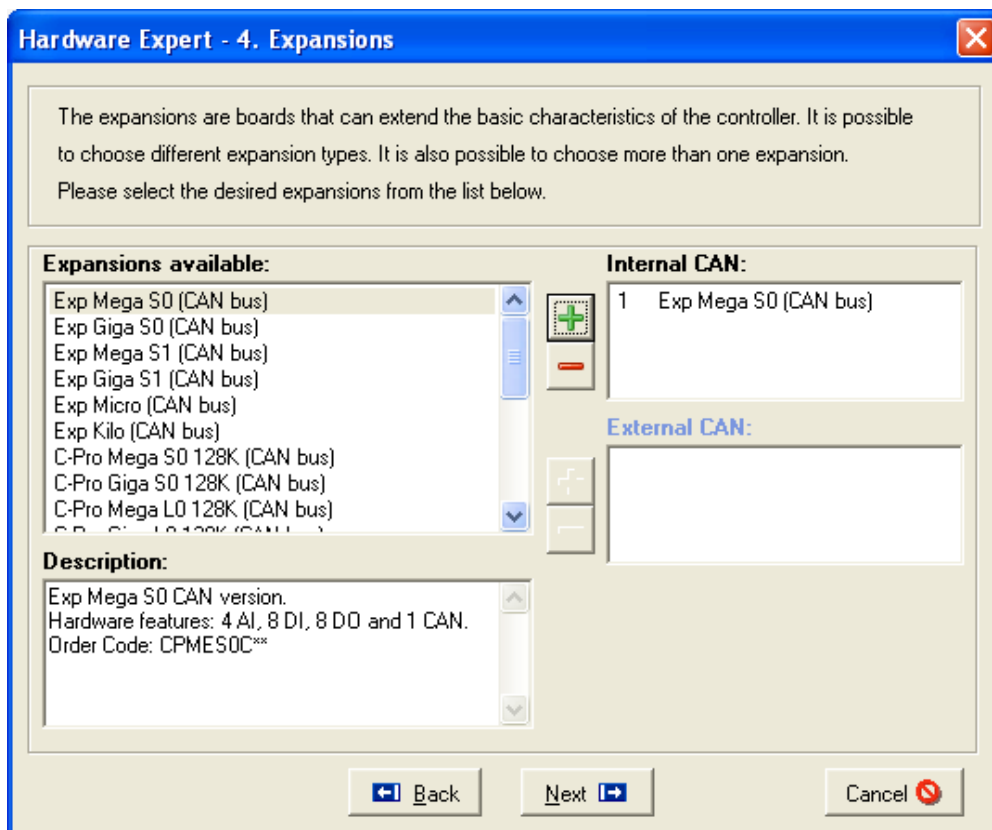 Hardware Expert - 4. Expansions
The expansions are boards that can extend the basic characteristics of the controller. It is possible
to choose different expansion types. It is also possible to choose more than one expansion.
Please select the desired expansions from the list below.
Expansions available:
Exp Mega S0 (CAN bus)
Exp Giga S0 (CAN bus)
Exp Mega S1 (CAN bus)
Exp Giga S1 (CAN bus)
Exp Micro (CAN bus)
Exp Kilo (CAN bus)
C-Pro Mega S0 128K (CAN bus)
C-Pro Giga S0 128K (CAN bus)
C-Pro Mega L0 128K (CAN bus)
Internal CAN:
1 Exp Mega S0 (CAN bus)
External CAN:
Description:
Exp Mega S0 CAN version.
Hardware features: 4 AI, 8 DI, 8 DO and 1 CAN.
Order Code: CPMES0C**
Back
Next
Cancel